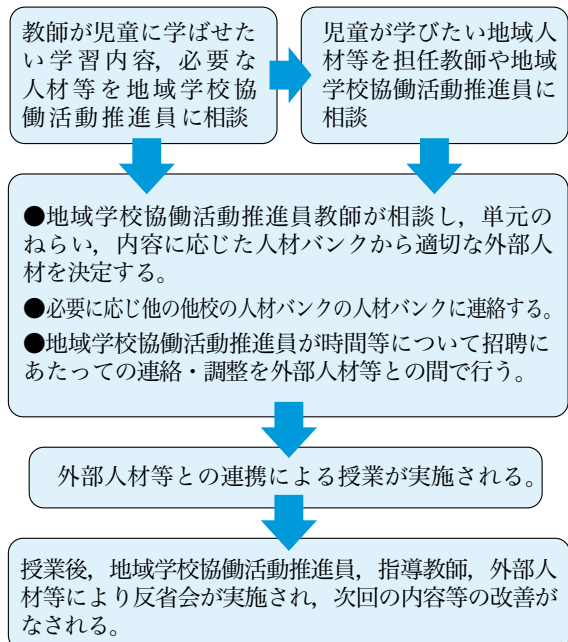 教師が児童に学ばせた
い学習内容，必要な
人材等を地域学校協
働活動推進員に相談
児童が学びたい地域人
材等を担任教師や地域
学校協働活動推進員に
相談
●地域学校協働活動推進員教師が相談し，単元の
ねらい，内容に応じた人材バンクから適切な外部人
材を決定する。
●必要に応じ他の他校の人材バンクの人材バンクに連絡する。
●地域学校協働活動推進員が時間等について招聘に
あたっての連絡・調整を外部人材等との間で行う。
外部人材等との連携による授業が実施される。
授業後，地域学校協働活動推進員，指導教師，外部人
材等により反省会が実施され，次回の内容等の改善が
なされる。